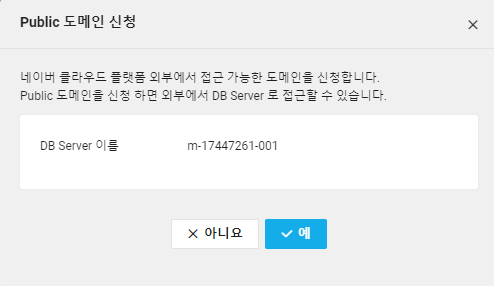 Public 도메인 신청
네이버 클라우드 플랫폼 외부에서 접근 가능한 도메인을 신청합니다.
Public 도메인을 신청 하면 외부에서 DB Server 로 접근할 수 있습니다.
DB Server 이름 m-17447261-001
아니요 예